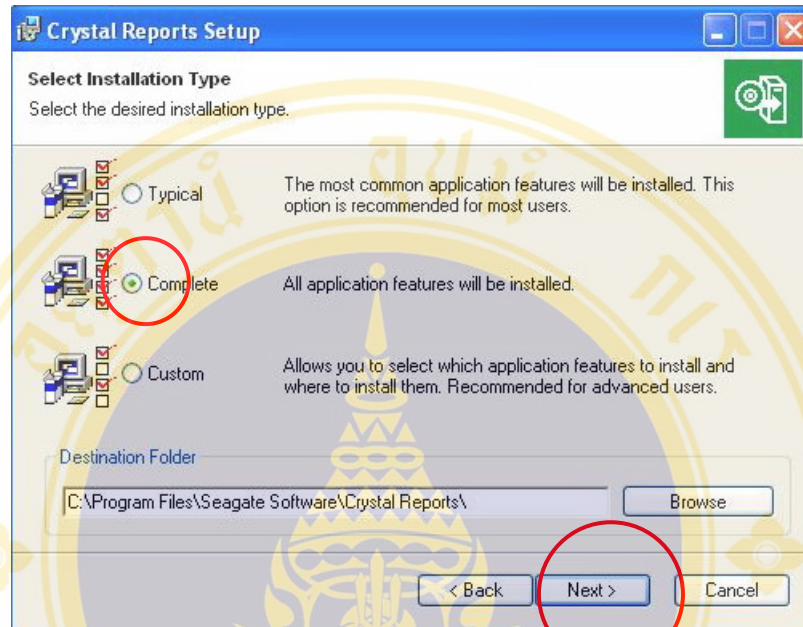 Crystal Reports Setup
Select Installation Type
Select the desired installation type.
Typical
The most common application features will be installed. This
option is recommended for most users.
Complete
All application features will be installed.
Custom
Allows you to select which application features to install and
where to install them. Recommended for advanced users.
Destination Folder
C:\Program Files\Seagate Software\Crystal Reports\
Browse
< Back
Next >
Cancel